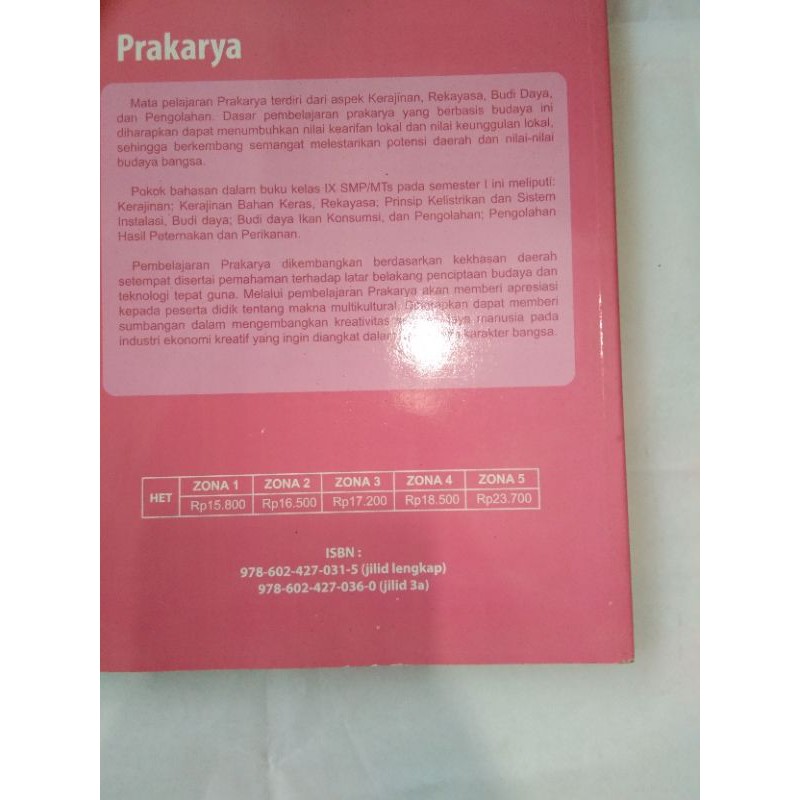 Prakarya
Mata pelajaran Prakarya terdiri dari aspek Kerajinan, Rekayasa, Budi Daya,
dan Pengolahan. Dasar pembelajaran prakarya yang berbasis budaya ini
diharapkan dapat menumbuhkan nilai kearifan lokal dan nilai keunggulan lokal,
sehingga berkembang semangat melestarikan potensi daerah dan nilai-nilai
budaya bangsa.
Pokok bahasan dalam buku kelas IX SMP/MTs pada semester I ini meliputi:
Kerajinan; Kerajinan Bahan Keras, Rekayasa; Prinsip Kelistrikan dan Sistem
Instalasi, Budi daya; Budi daya Ikan Konsumsi, dan Pengolahan; Pengolahan
Hasil Peternakan dan Perikanan.
Pembelajaran Prakarya dikembangkan berdasarkan kekhasan daerah
setempat disertai pemahaman terhadap latar belakang penciptaan budaya dan
teknologi tepat guna. Melalui pembelajaran Prakarya akan memberi apresiasi
kepada peserta didik tentang makna multikultural. Diharapkan dapat memberi
sumbangan dalam mengembangkan kreativitas manusia pada
industri ekonomi kreatif yang ingin diangkat karakter bangsa.
HET ZONA 1 ZONA 2 ZONA 3 ZONA 4 ZONA 5
Rp15.800 Rp16.500 Rp17.200 Rp18.500 Rp23.700
ISBN :
978-602-427-031-5 (jilid lengkap)
978-602-427-036-0 (jilid 3a)